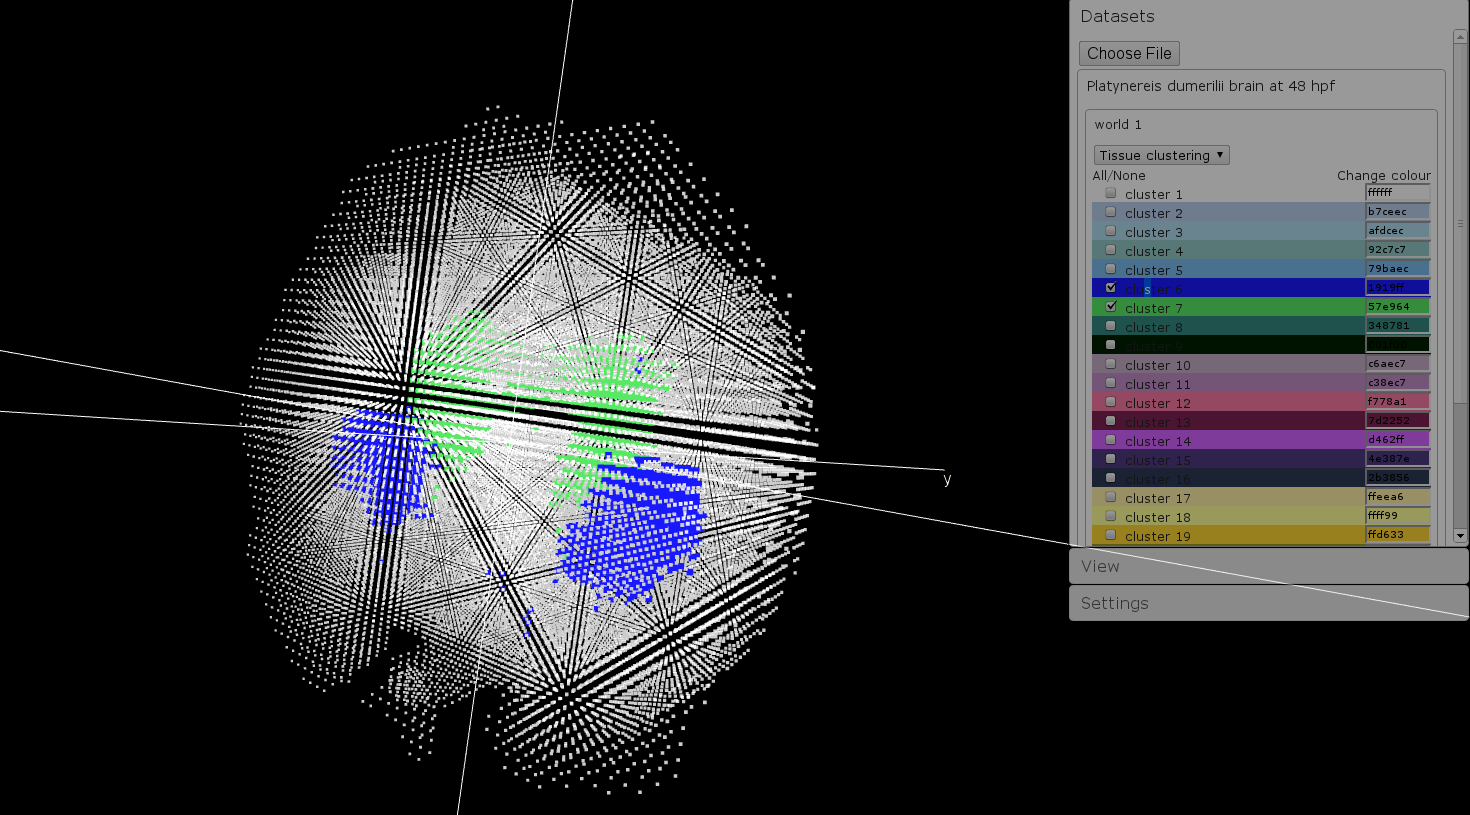 Datasets
Choose File
Platynereis dumerilii brain at 48 hpf
world 1
Tissue clustering ▼
All/None Change colour
cluster 1 ffffff
cluster 2 b7ceec
cluster 3 afdcec
cluster 4 92c7c7
cluster 5 79baec
cluster 6 1919ff
cluster 7 57e964
cluster 8 348781
cluster 9
cluster 10 c6aec7
cluster 11 c38ec7
cluster 12 f778a1
cluster 13 7d2252
cluster 14 d462ff
cluster 15 4e387e
cluster 16 2b3856
cluster 17 ffeea6
cluster 18 ffff99
cluster 19 ffd633
View
Settings
y